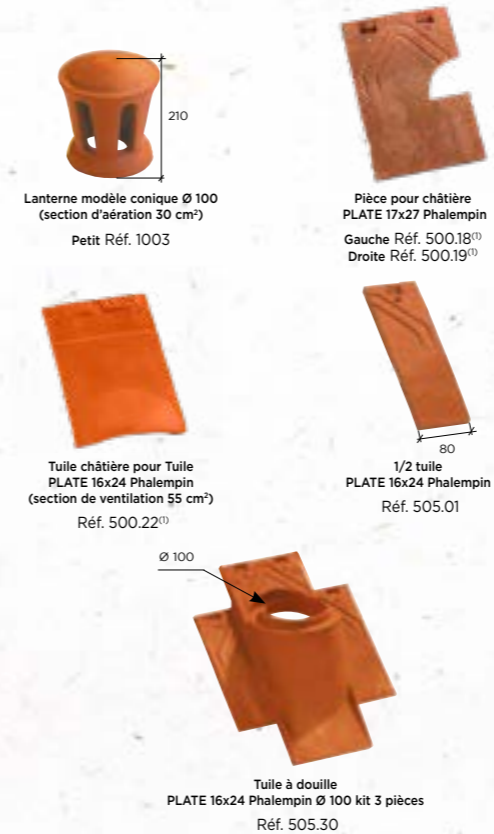 210
Lanterne modèle conique Ø 100
(section d'aération 30 cm²)
Petit Réf. 1003
Pièce pour châtière
PLATE 17x27 Phalempin
Gauche Réf. 500.18⁽¹⁾
Droite Réf. 500.19⁽¹⁾
Tuile châtière pour Tuile
PLATE 16x24 Phalempin
(section de ventilation 55 cm²)
Réf. 500.22⁽¹⁾
80
1/2 tuile
PLATE 16x24 Phalempin
Réf. 505.01
Ø 100
Tuile à douille
PLATE 16x24 Phalempin Ø 100 kit 3 pièces
Réf. 505.30